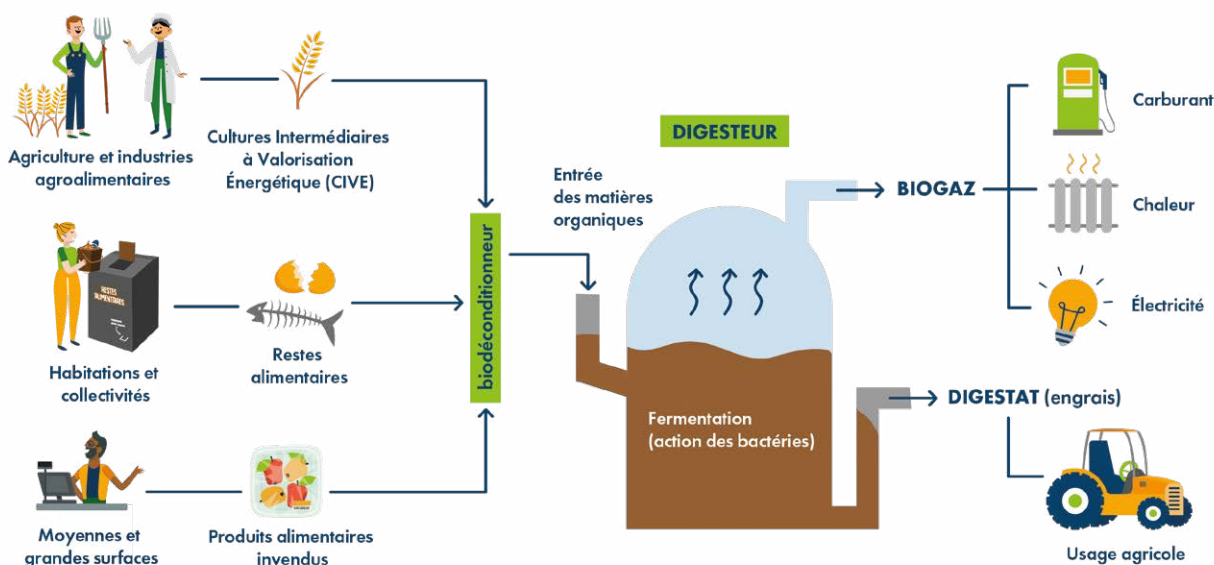 Agriculture et industries
agroalimentaires
Cultures Intermédiaires
à Valorisation
Énergétique (CIVE)
RESTES
ALIMENTAIRES
Habitations et
collectivités
Restes
alimentaires
Moyennes et
grandes surfaces
Produits alimentaires
invendus
biodéconditionneur
Entrée
des matières
organiques
DIGESTEUR
Fermentation
(action des bactéries)
BIOGAZ
Carburant
Chaleur
Électricité
DIGESTAT (engrais)
Usage agricole